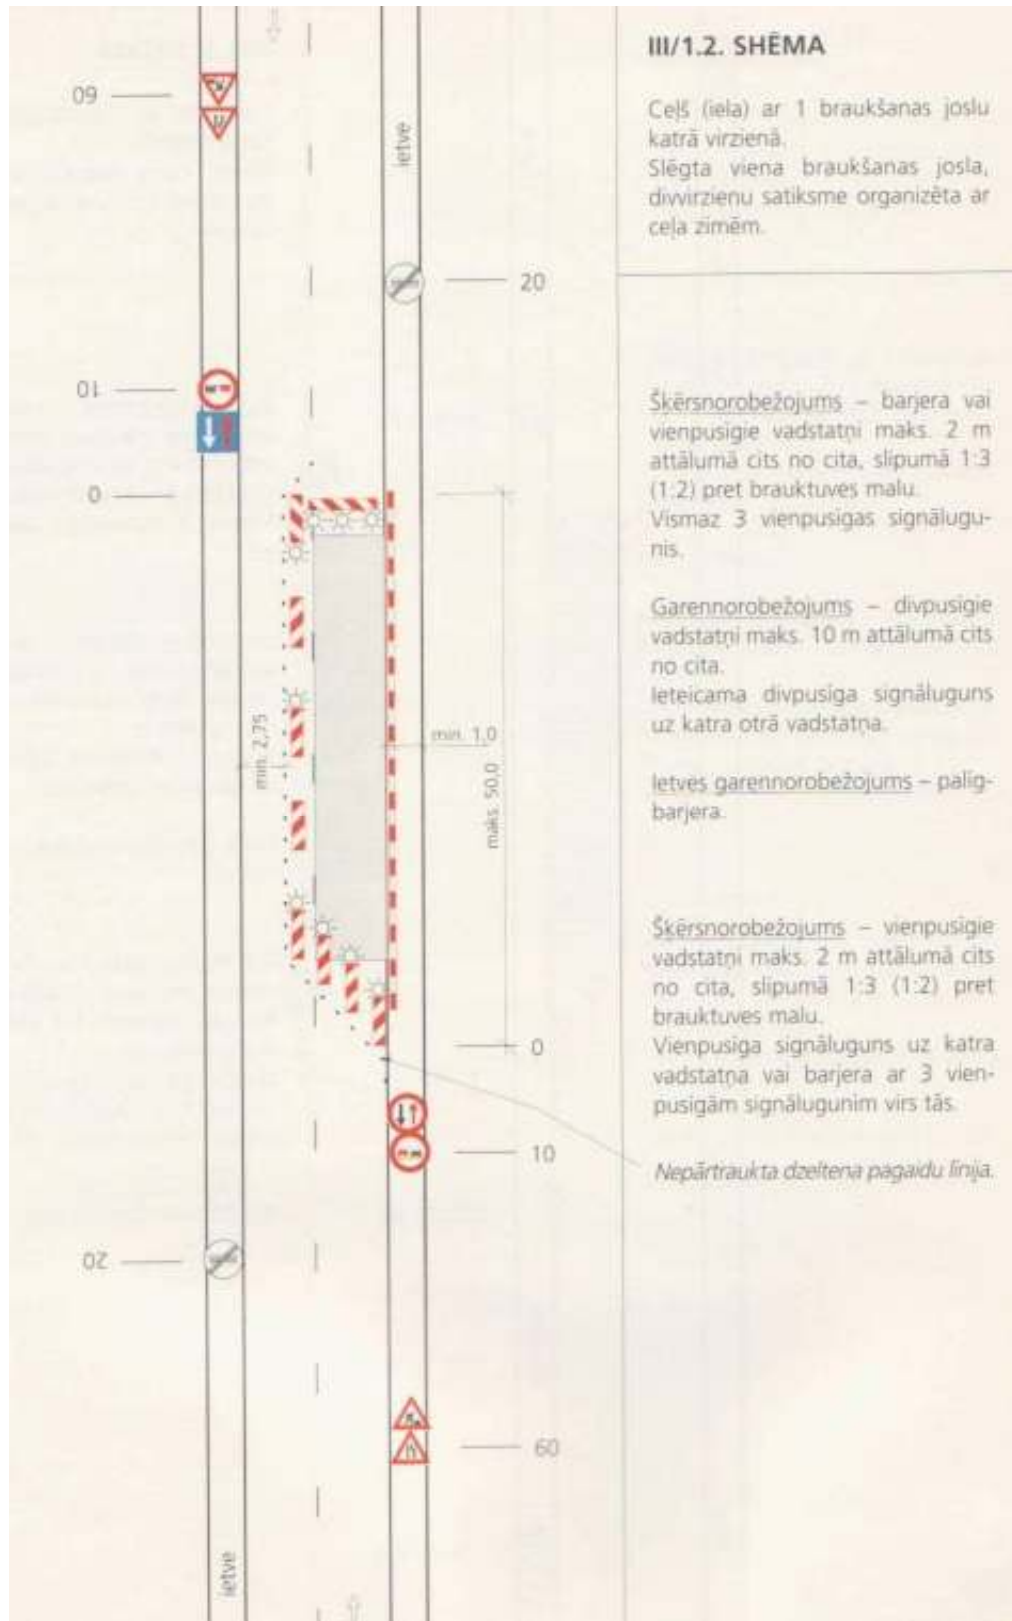 III/1.2. SHĒMA
Ceļš (iela) ar 1 braukšanas joslu
katrā virzienā.
Slēgta viena braukšanas josla,
divvirzienu satiksme organizēta ar
ceļa zīmēm.
Šķērsnorobežojums – barjera vai
vienpusīgie vadstatņi maks. 2 m
attālumā cits no cita, slīpumā 1:3
(1:2) pret brauktuves malu.
Vismaz 3 vienpusīgas signālugu-
nis.
Garennorobežojums – divpusīgie
vadstatņi maks. 10 m attālumā cits
no cita.
Ieteicama divpusīga signāluguns
uz katra otrā vadstatņa.
Ietves garennorobežojums – palīg-
barjera.
Šķērsnorobežojums – vienpusīgie
vadstatņi maks. 2 m attālumā cits
no cita, slīpumā 1:3 (1:2) pret
brauktuves malu.
Vienpusīga signāluguns uz katra
vadstatņa vai barjera ar 3 vien-
pusīgām signālugunīm virs tās.
Nepārtraukta dzeltena pagaidu līnija.
60
ietve
20
10
0
min. 2,75
min. 1,0
maks. 50,0
0
10
20
60
ietve